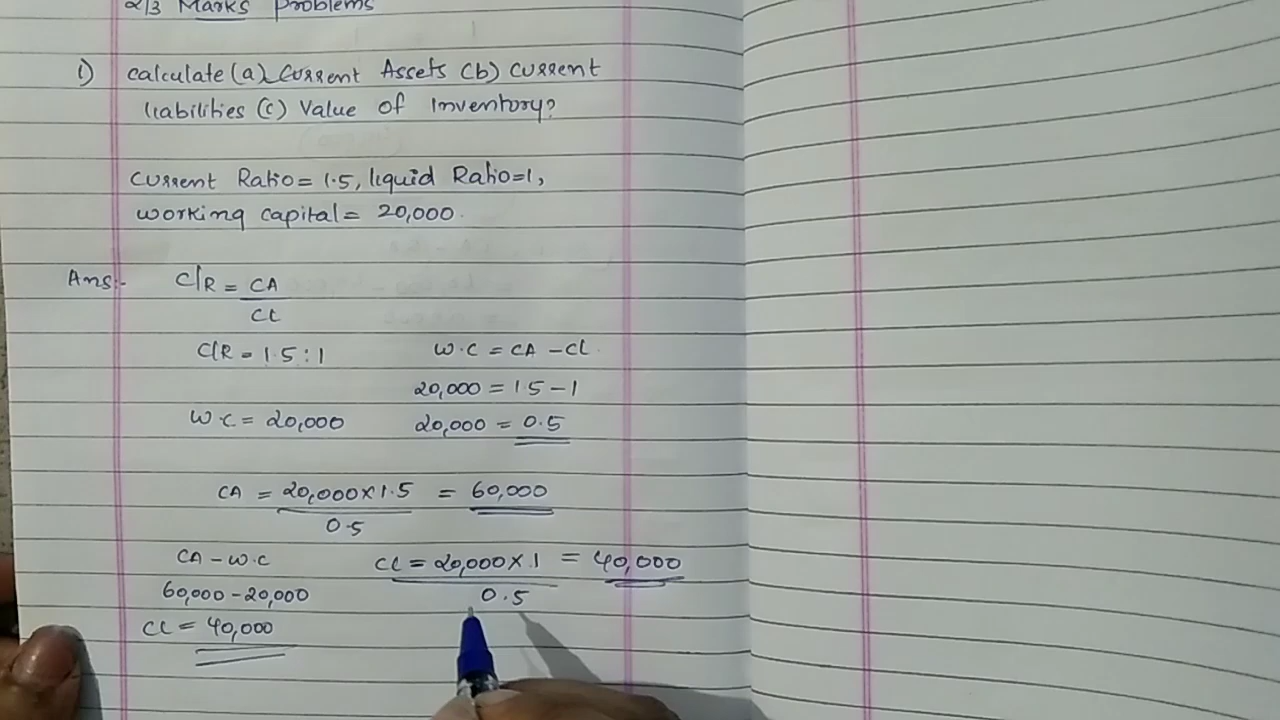 2/3 Marks Problems
1) calculate (a) Current Assets (b) current
liabilities (c) Value of Inventory?
Current Ratio = 1.5, liquid Ratio=1,
working capital = 20,000.
Ans:- C/R = CA
CL
C/R = 1.5 : 1 W.C = CA - CL.
20,000 = 1.5 - 1
W.C = 20,000 20,000 = 0.5
CA = 20,000 x 1.5 = 60,000
0.5
CA - W.C CL = 20,000 x 1 = 40,000
60,000 - 20,000 0.5
CL = 40,000